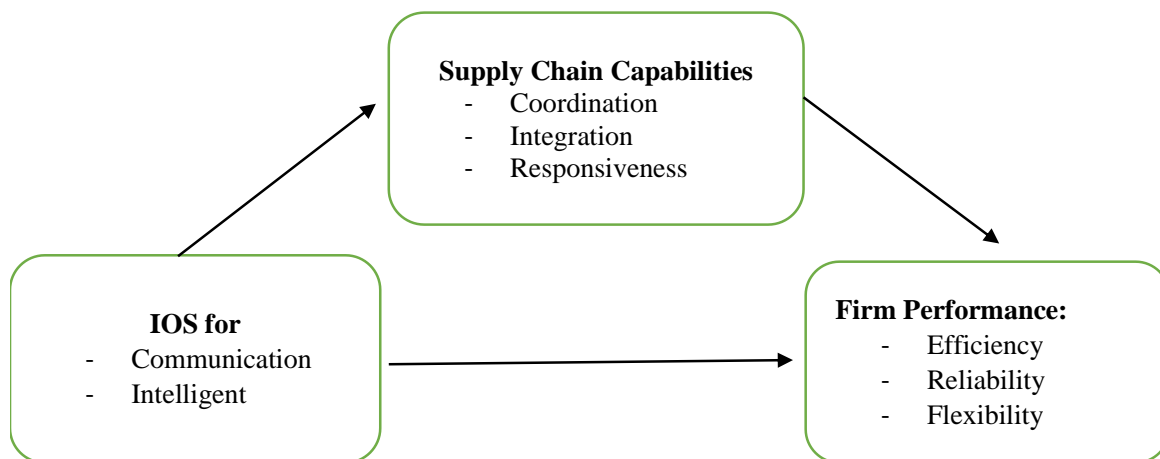 Supply Chain Capabilities
- Coordination
- Integration
- Responsiveness
IOS for
- Communication
- Intelligent
Firm Performance:
- Efficiency
- Reliability
- Flexibility